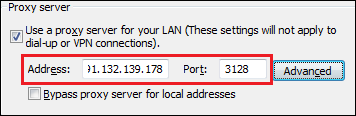 Proxy server
Use a proxy server for your LAN (These settings will not apply to
dial-up or VPN connections).
Address: 91.132.139.178 Port: 3128 Advanced
Bypass proxy server for local addresses